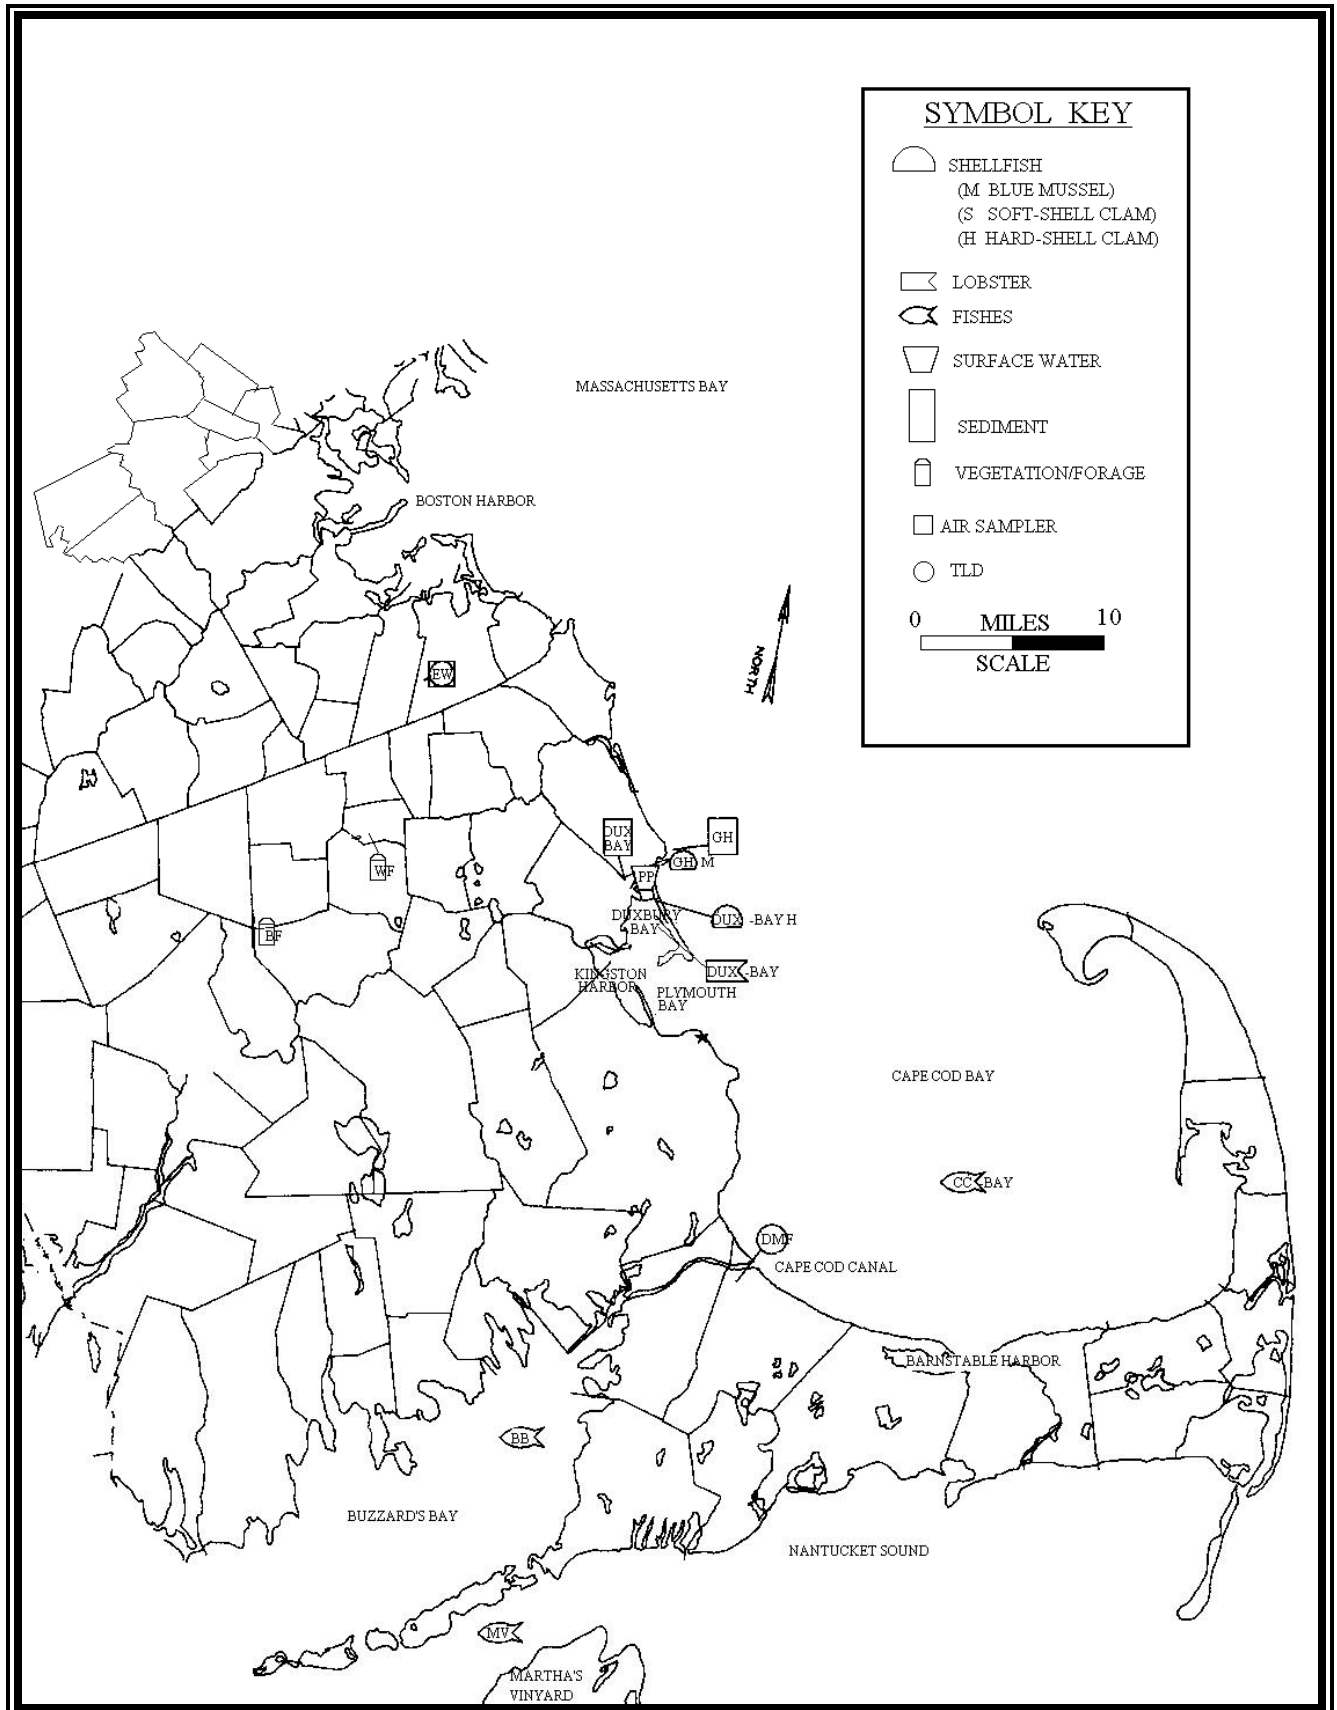 SYMBOL KEY
SHELLFISH
(M BLUE MUSSEL)
(S SOFT-SHELL CLAM)
(H HARD-SHELL CLAM)
LOBSTER
FISHES
SURFACE WATER
SEDIMENT
VEGETATION/FORAGE
AIR SAMPLER
TLD
0 MILES 10
SCALE
MASSACHUSETTS BAY
BOSTON HARBOR
NORTH
EW
DUX
BAY
GH
GH M
PP
WF
BF
DUXBURY
BAY
DUX -BAY H
KINGSTON
HARBOR
DUX -BAY
PLYMOUTH
BAY
CAPE COD BAY
CC-BAY
DMF
CAPE COD CANAL
BARNSTABLE HARBOR
BB
BUZZARD'S BAY
NANTUCKET SOUND
MV
MARTHA'S
VINYARD